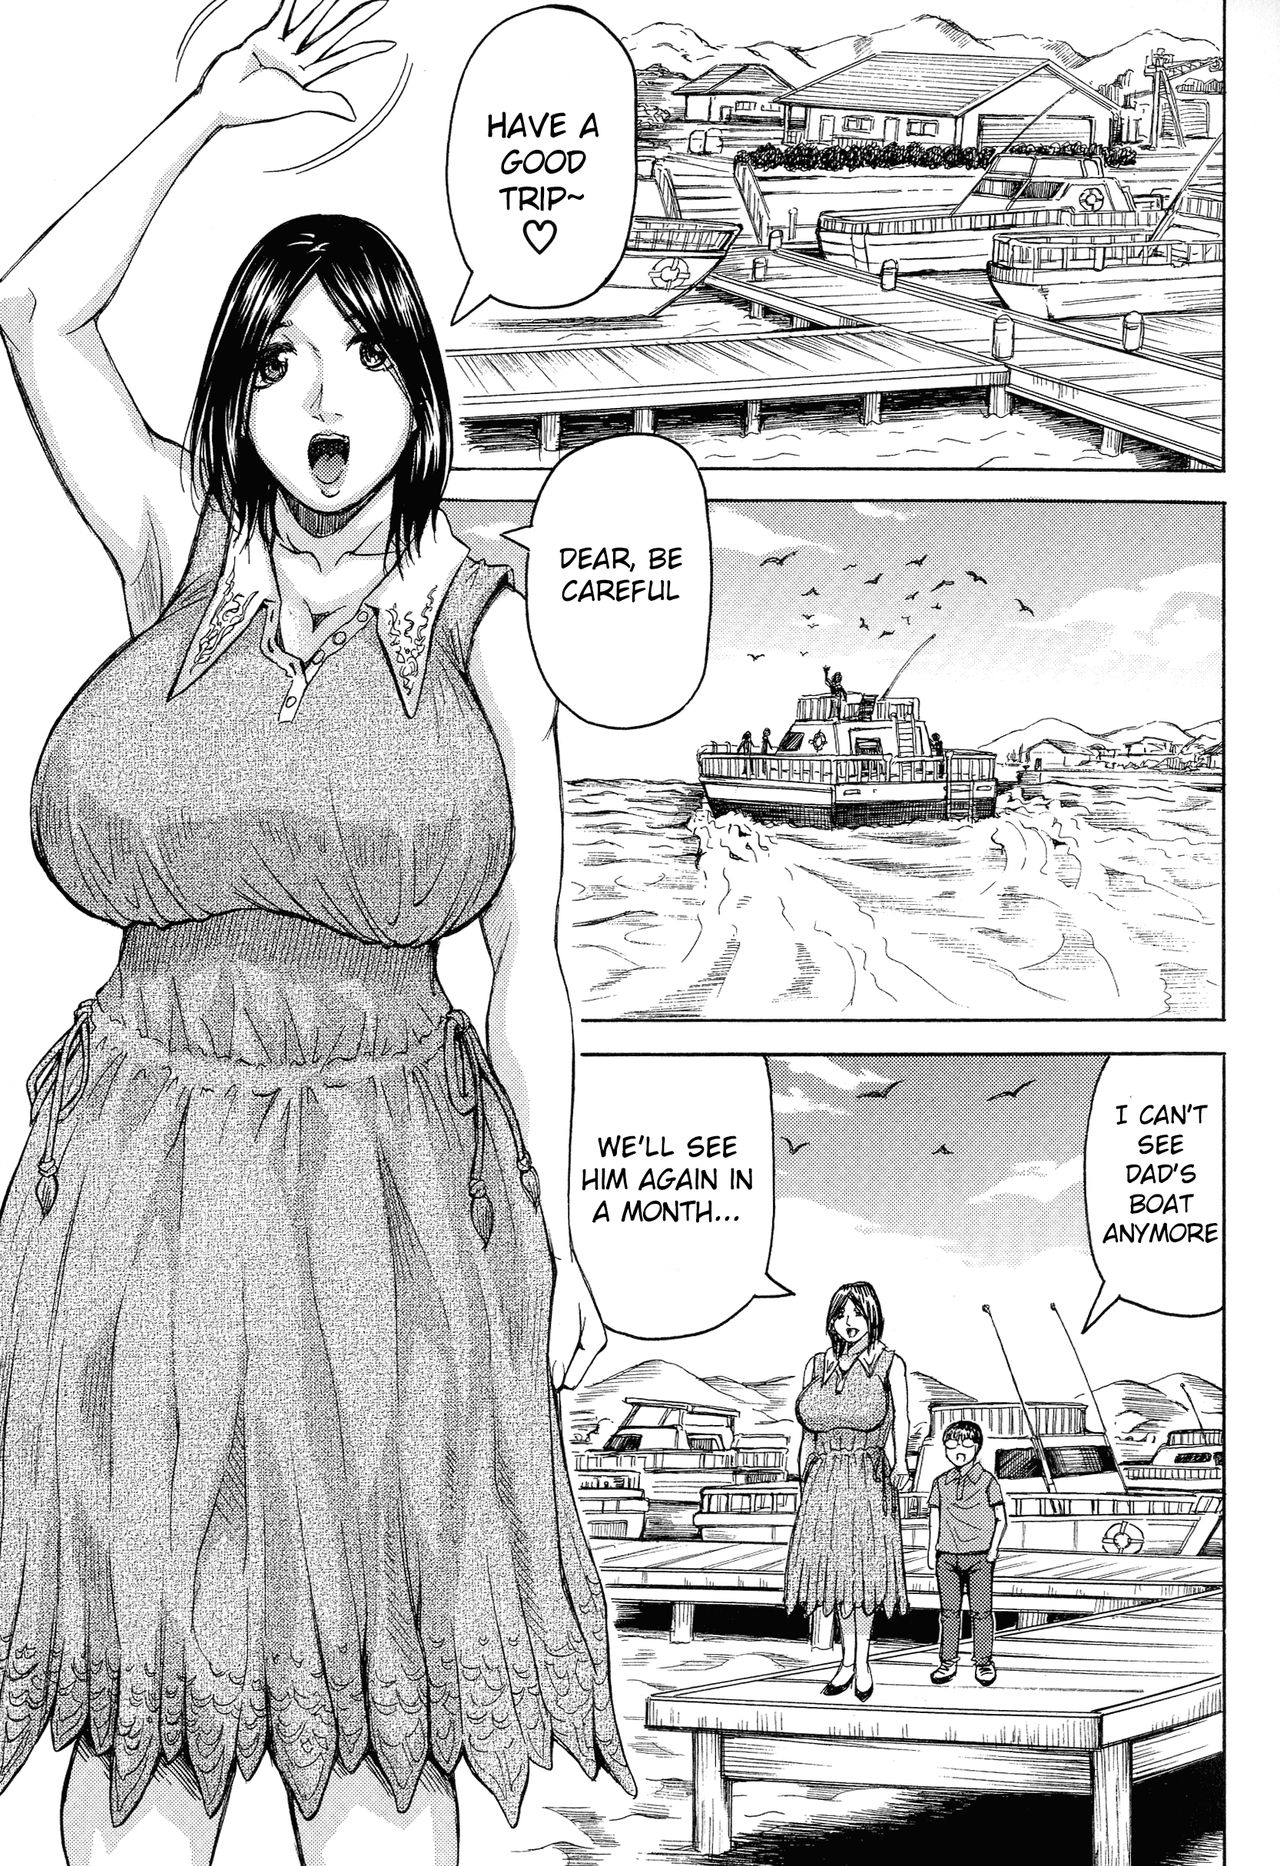 HAVE A
GOOD
TRIP~
♡
DEAR, BE
CAREFUL
I CAN'T
SEE
DAD'S
BOAT
ANYMORE
WE'LL SEE
HIM AGAIN IN
A MONTH...